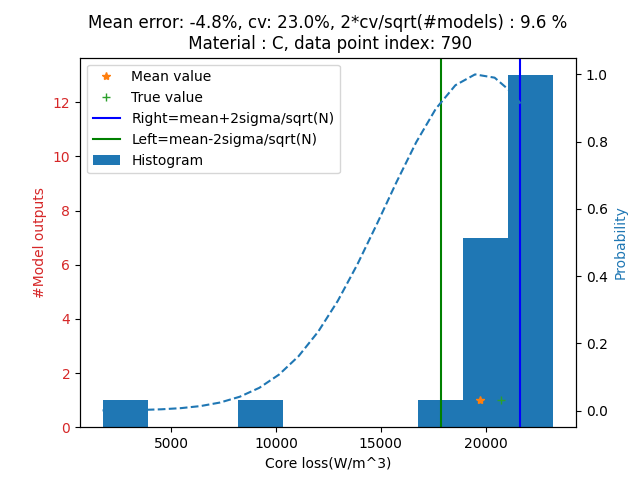 Mean error: -4.8%, cv: 23.0%, 2*cv/sqrt(#models) : 9.6 %
Material : C, data point index: 790
Mean value
True value
Right=mean+2sigma/sqrt(N)
Left=mean-2sigma/sqrt(N)
Histogram
#Model outputs
12
10
8
6
4
2
0
1.0
0.8
0.6
0.4
0.2
0.0
Probability
5000 10000 15000 20000
Core loss(W/m^3)